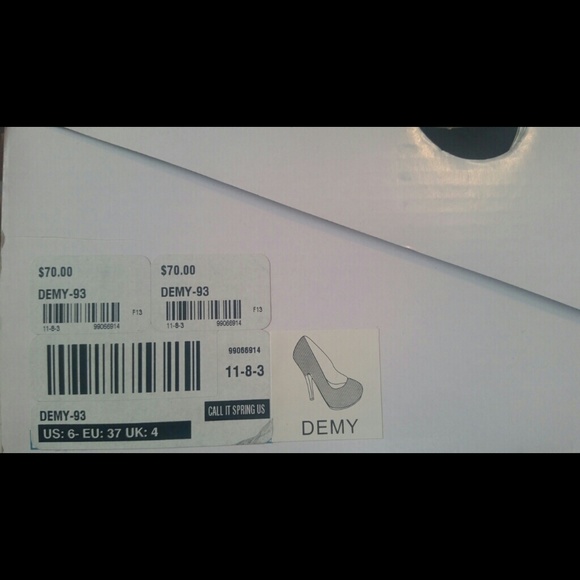 $70.00
DEMY-93
F13
11-8-3 99066914
$70.00
DEMY-93
F13
11-8-3 99066914
99066914
11-8-3
DEMY-93
CALL IT SPRING US
US: 6- EU: 37 UK: 4
DEMY